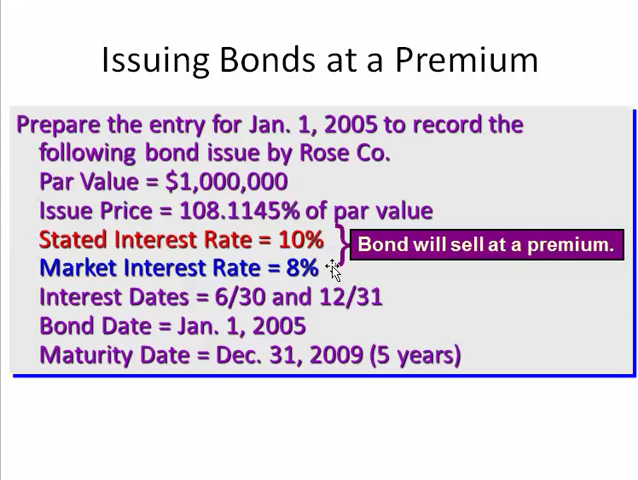 Issuing Bonds at a Premium
Prepare the entry for Jan. 1, 2005 to record the
following bond issue by Rose Co.
Par Value = $1,000,000
Issue Price = 108.1145% of par value
Stated Interest Rate = 10%
Bond will sell at a premium.
Market Interest Rate = 8%
Interest Dates = 6/30 and 12/31
Bond Date = Jan. 1, 2005
Maturity Date = Dec. 31, 2009 (5 years)